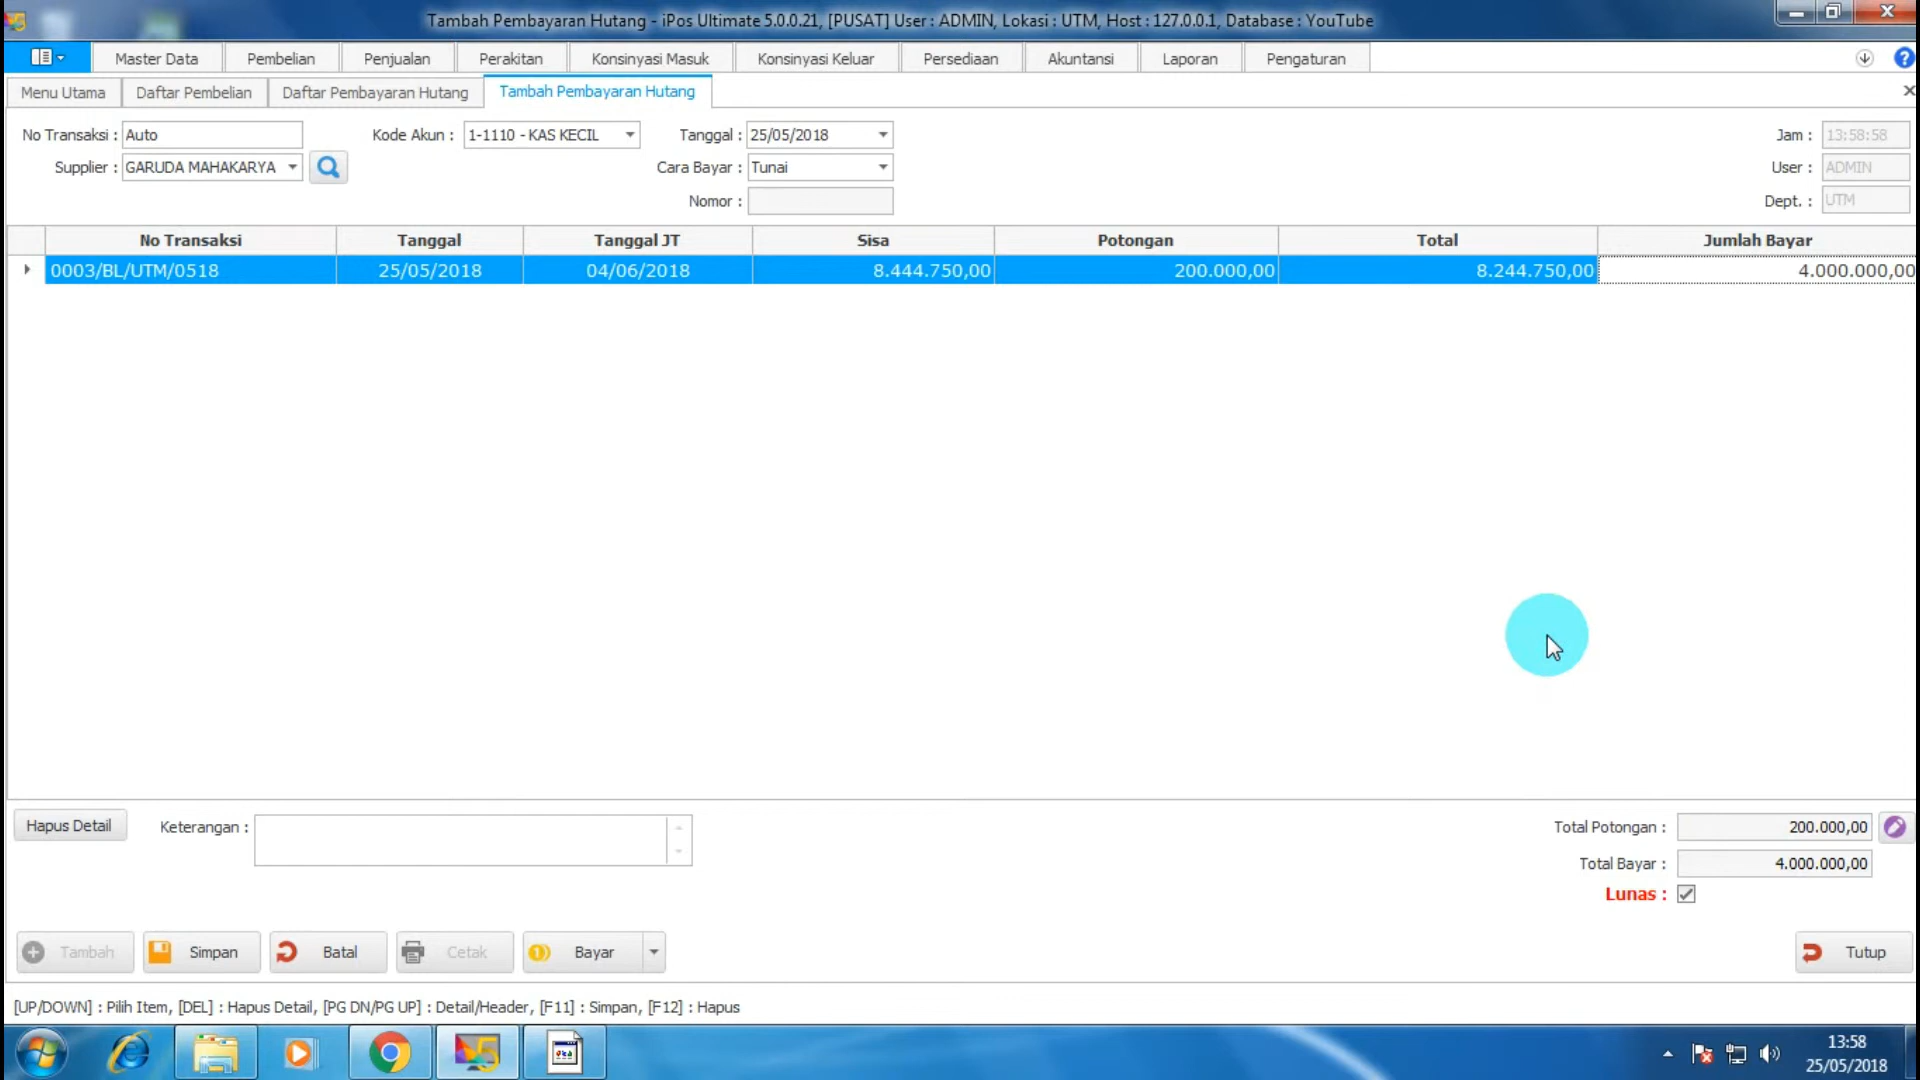 Tambah Pembayaran Hutang - iPos Ultimate 5.0.0.21, [PUSAT] User : ADMIN, Lokasi : UTM, Host : 127.0.0.1, Database : YouTube
Master Data Pembelian Penjualan Perakitan Konsinyasi Masuk Konsinyasi Keluar Persediaan Akuntansi Laporan Pengaturan
Menu Utama Daftar Pembelian Daftar Pembayaran Hutang Tambah Pembayaran Hutang
No Transaksi : Auto Kode Akun : 1-1110 - KAS KECIL Tanggal : 25/05/2018 Jam : 13:58:58
Supplier : GARUDA MAHAKARYA Cara Bayar : Tunai User : ADMIN
Nomor : Dept. : UTM
No Transaksi Tanggal Tanggal JT Sisa Potongan Total Jumlah Bayar
0003/BL/UTM/0518 25/05/2018 04/06/2018 8.444.750,00 200.000,00 8.244.750,00 4.000.000,00
Hapus Detail Keterangan : Total Potongan : 200.000,00
Total Bayar : 4.000.000,00
Lunas :
Tambah Simpan Batal Cetak Bayar Tutup
[UP/DOWN] : Pilih Item, [DEL] : Hapus Detail, [PG DN/PG UP] : Detail/Header, [F11] : Simpan, [F12] : Hapus
13:58
25/05/2018